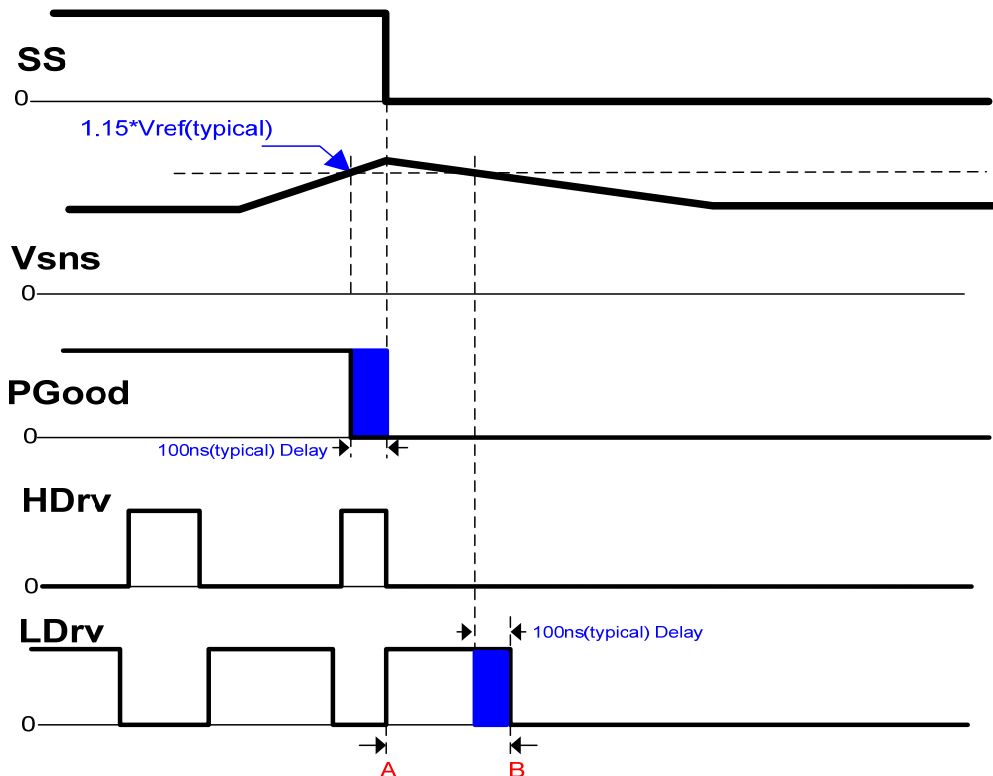 SS
0
1.15*Vref(typical)
Vsns
0
PGood
0
100ns(typical) Delay
HDrv
0
LDrv
100ns(typical) Delay
0
A
B